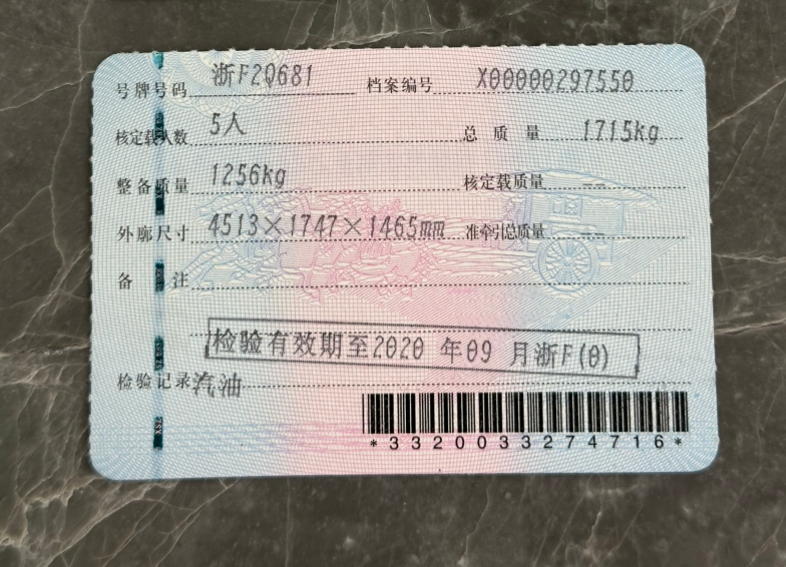 号牌号码 浙F2Q681 档案编号 X00000297550
核定载人数 5人 总质量 1715kg
整备质量 1256kg 核定载质量 --
外廓尺寸 4513×1747×1465mm 准牵引总质量 --
备注
检验有效期至2020年09月浙F(0)
检验记录 汽油
*3320033274716*